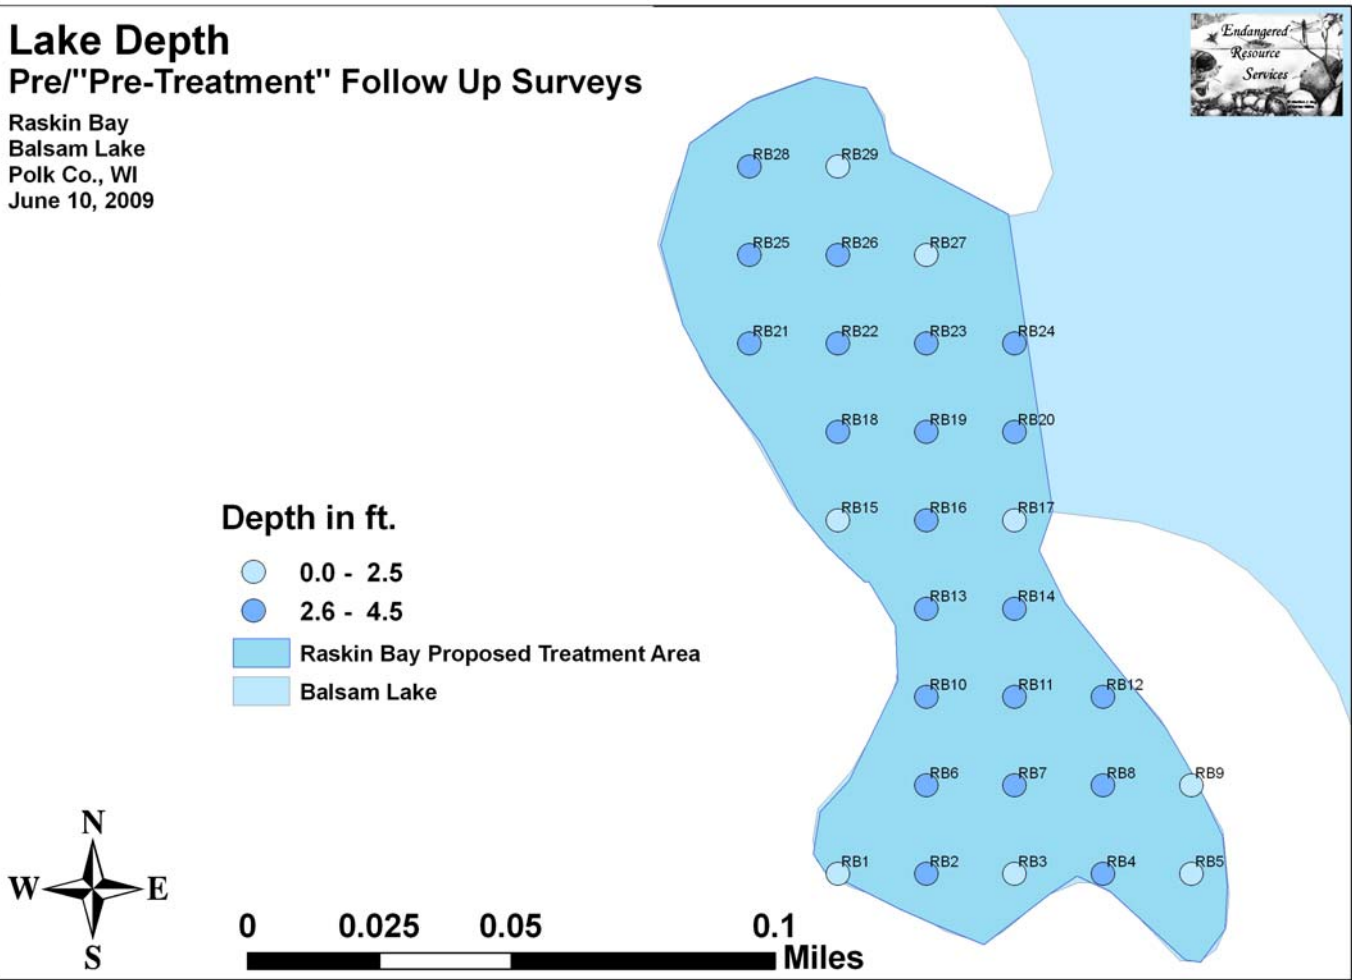 Lake Depth
Pre/"Pre-Treatment" Follow Up Surveys
Raskin Bay
Balsam Lake
Polk Co., WI
June 10, 2009
Endangered
Resource
Services
RB28 RB29
RB25 RB26 RB27
RB21 RB22 RB23 RB24
RB18 RB19 RB20
RB15 RB16 RB17
RB13 RB14
RB10 RB11 RB12
RB6 RB7 RB8 RB9
RB1 RB2 RB3 RB4 RB5
Depth in ft.
0.0 - 2.5
2.6 - 4.5
Raskin Bay Proposed Treatment Area
Balsam Lake
N
W E
S
0 0.025 0.05 0.1
Miles